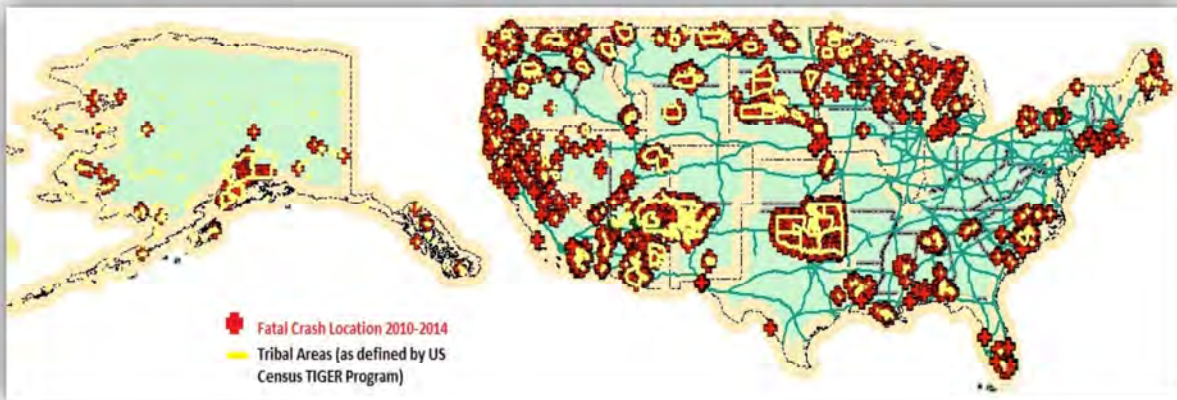 Fatal Crash Location 2010-2014
Tribal Areas (as defined by US
Census TIGER Program)